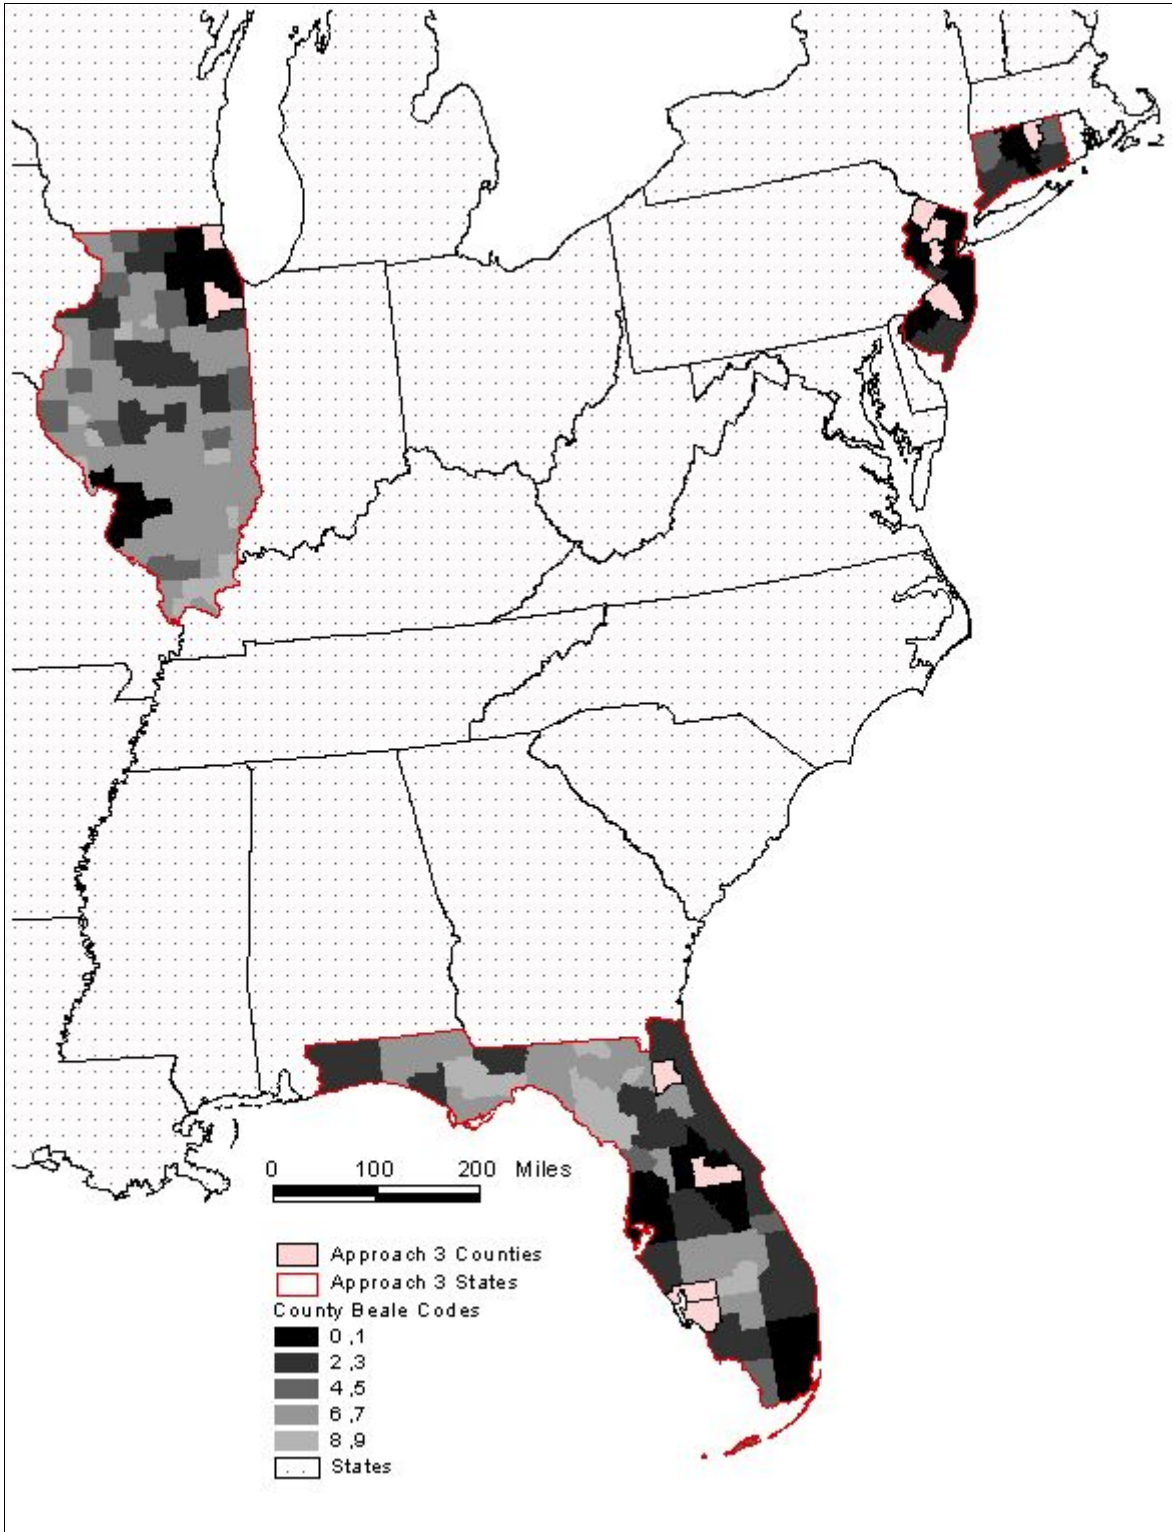 0 100 200 Miles
Approach 3 Counties
Approach 3 States
County Beale Codes
0,1
2,3
4,5
6,7
8,9
States